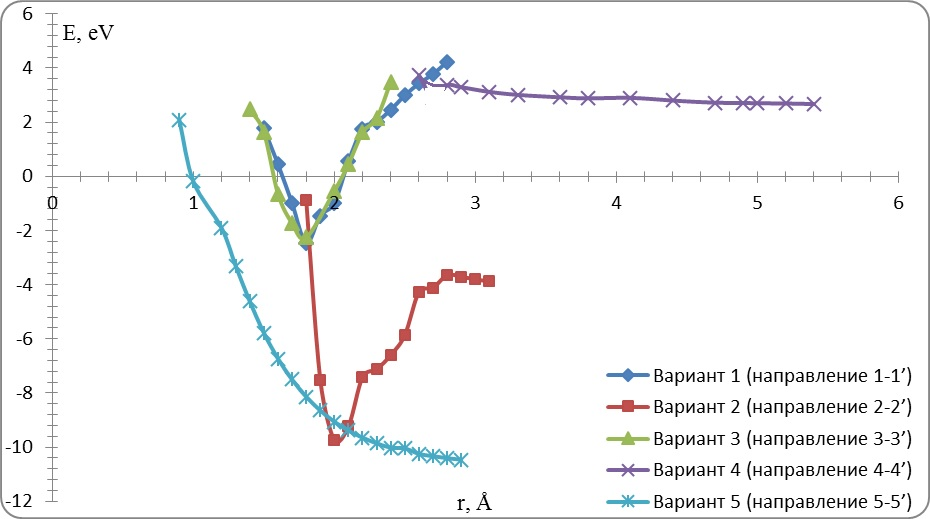 6
E, eV
4
2
0
0
1
2
3
4
5
6
-2
-4
-6
-8
-10
-12
Вариант 1 (направление 1-1′)
Вариант 2 (направление 2-2′)
Вариант 3 (направление 3-3′)
Вариант 4 (направление 4-4′)
Вариант 5 (направление 5-5′)
r, Å